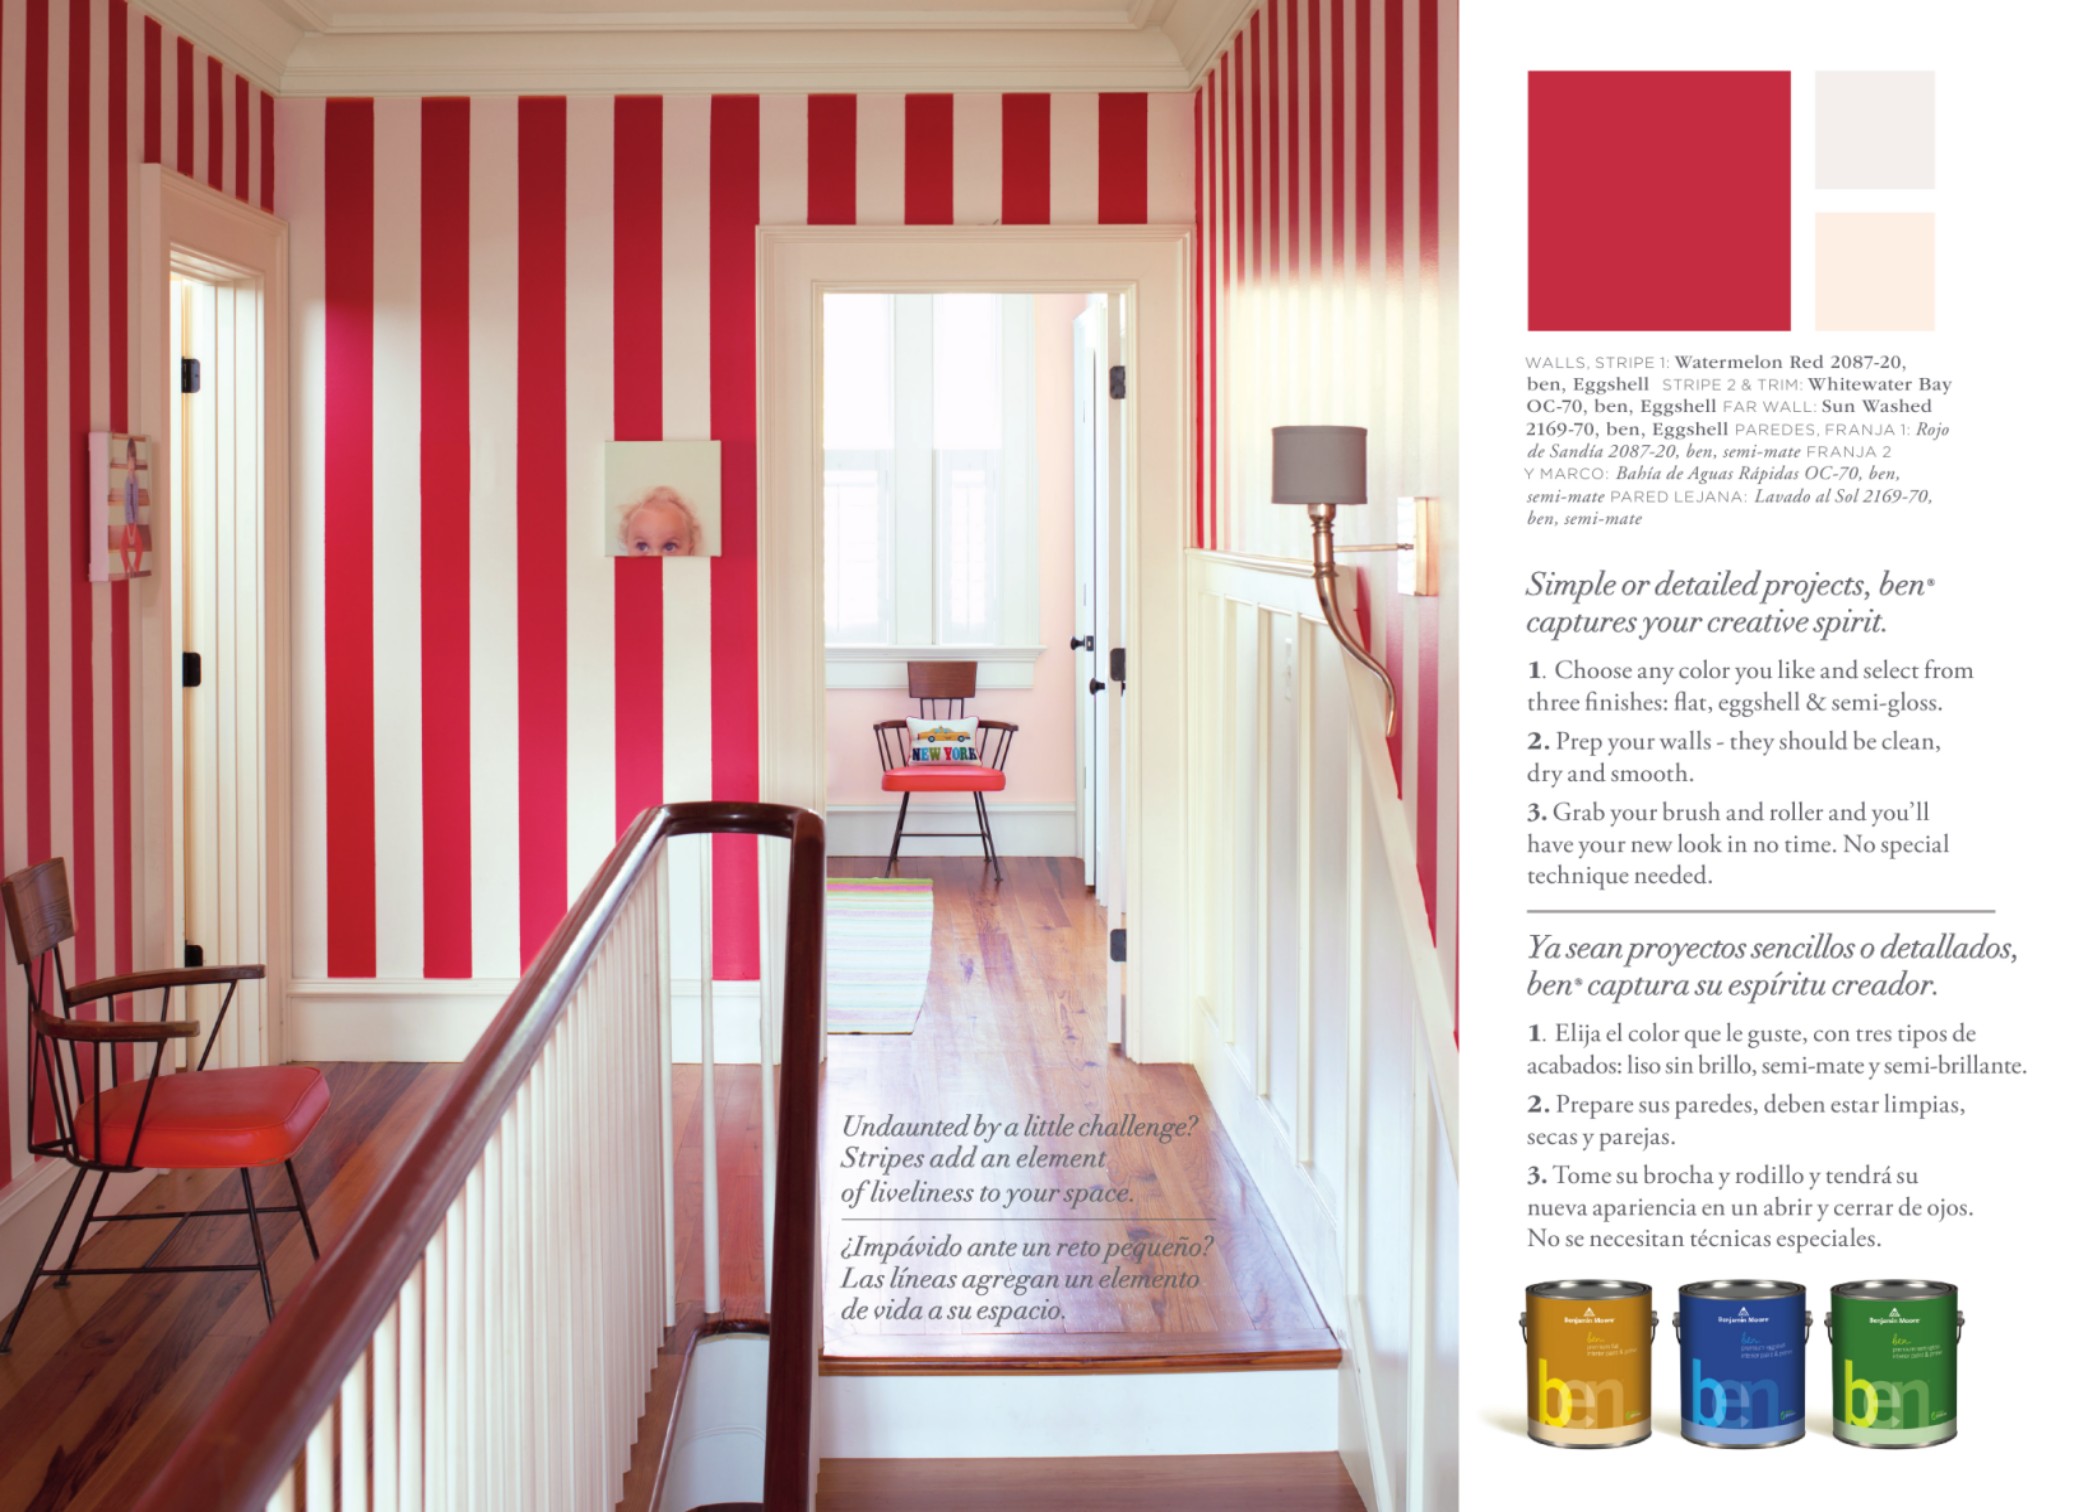 NEW YORK
Undaunted by a little challenge?
Stripes add an element
of liveliness to your space.
¿Impávido ante un reto pequeño?
Las líneas agregan un elemento
de vida a su espacio.
WALLS, STRIPE 1: Watermelon Red 2087-20,
ben, Eggshell STRIPE 2 & TRIM: Whitewater Bay
OC-70, ben, Eggshell FAR WALL: Sun Washed
2169-70, ben, Eggshell PAREDES, FRANJA 1: Rojo
de Sandía 2087-20, ben, semi-mate FRANJA 2
Y MARCO: Bahía de Aguas Rápidas OC-70, ben,
semi-mate PARED LEJANA: Lavado al Sol 2169-70,
ben, semi-mate
Simple or detailed projects, ben®
captures your creative spirit.
1. Choose any color you like and select from
three finishes: flat, eggshell & semi-gloss.
2. Prep your walls - they should be clean,
dry and smooth.
3. Grab your brush and roller and you’ll
have your new look in no time. No special
technique needed.
Ya sean proyectos sencillos o detallados,
ben® captura su espíritu creador.
1. Elija el color que le guste, con tres tipos de
acabados: liso sin brillo, semi-mate y semi-brillante.
2. Prepare sus paredes, deben estar limpias,
secas y parejas.
3. Tome su brocha y rodillo y tendrá su
nueva apariencia en un abrir y cerrar de ojos.
No se necesitan técnicas especiales.
Benjamin Moore
ben
ben
Benjamin Moore
ben
ben
Benjamin Moore
ben
ben